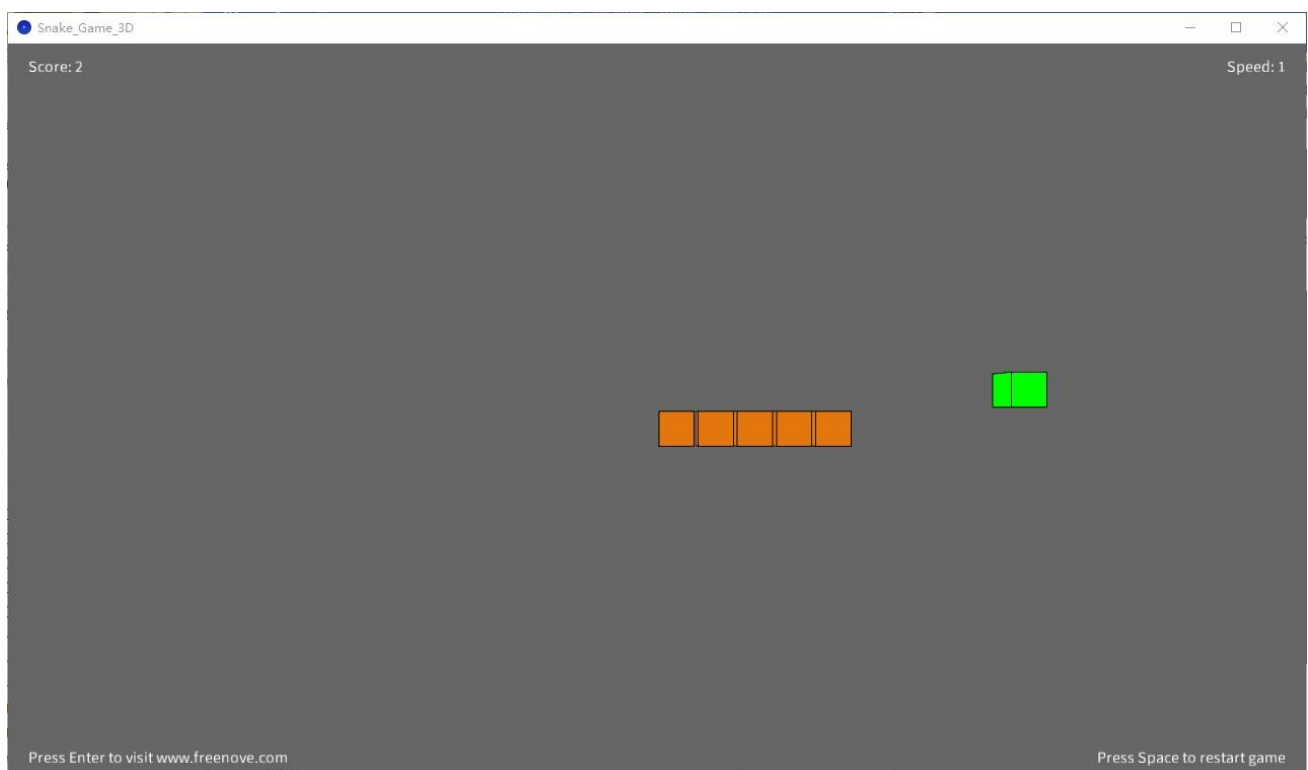 Snake_Game_3D
Score: 2
Speed: 1
Press Enter to visit www.freenove.com
Press Space to restart game